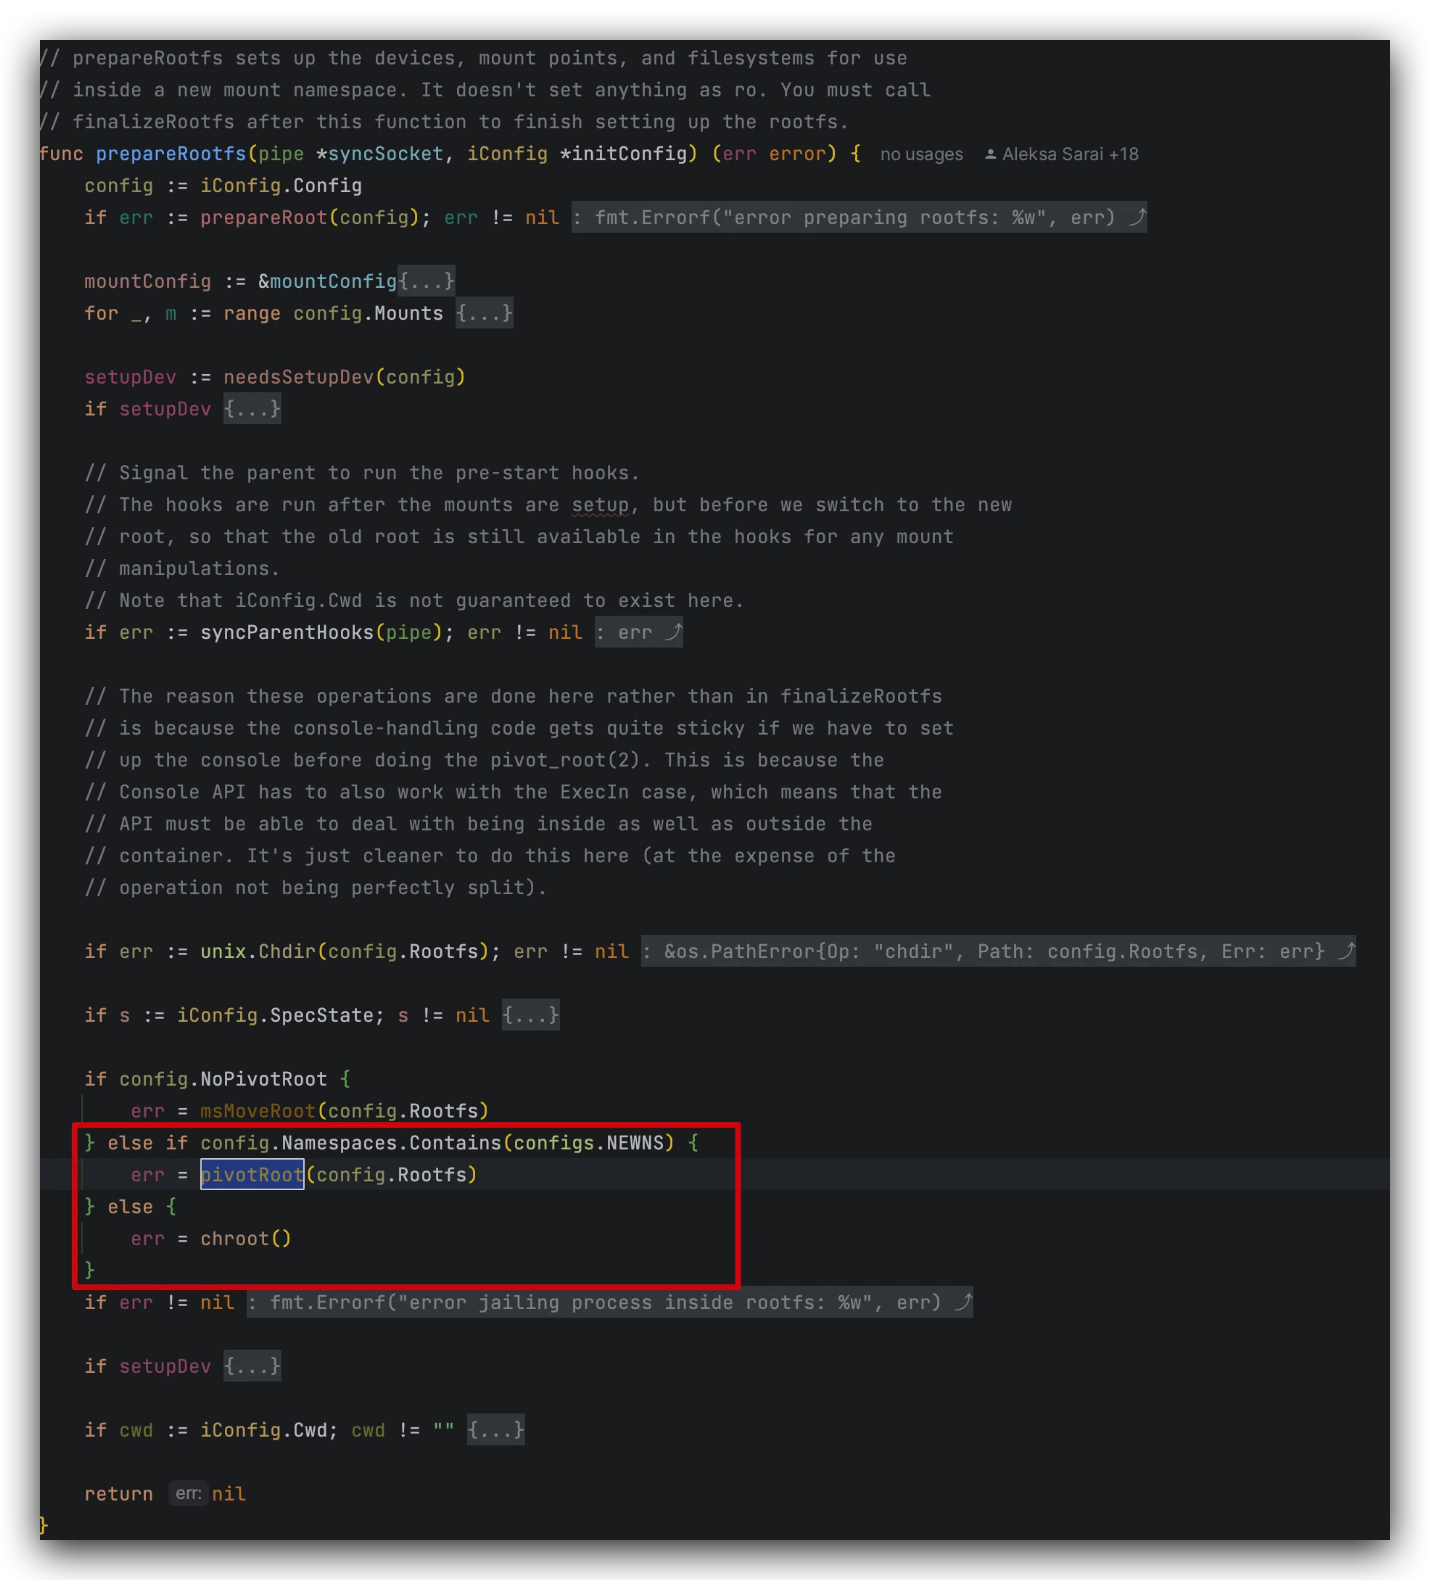 // prepareRootfs sets up the devices, mount points, and filesystems for use
// inside a new mount namespace. It doesn't set anything as ro. You must call
// finalizeRootfs after this function to finish setting up the rootfs.
func prepareRootfs(pipe *syncSocket, iConfig *initConfig) (err error) { no usages Aleksa Sarai +18
config := iConfig.Config
if err := prepareRoot(config); err != nil : fmt.Errorf("error preparing rootfs: %w", err) ⤴
mountConfig := &mountConfig{...}
for _, m := range config.Mounts {...}
setupDev := needsSetupDev(config)
if setupDev {...}
// Signal the parent to run the pre-start hooks.
// The hooks are run after the mounts are setup, but before we switch to the new
// root, so that the old root is still available in the hooks for any mount
// manipulations.
// Note that iConfig.Cwd is not guaranteed to exist here.
if err := syncParentHooks(pipe); err != nil : err ⤴
// The reason these operations are done here rather than in finalizeRootfs
// is because the console-handling code gets quite sticky if we have to set
// up the console before doing the pivot_root(2). This is because the
// Console API has to also work with the ExecIn case, which means that the
// API must be able to deal with being inside as well as outside the
// container. It's just cleaner to do this here (at the expense of the
// operation not being perfectly split).
if err := unix.Chdir(config.Rootfs); err != nil : &os.PathError{Op: "chdir", Path: config.Rootfs, Err: err} ⤴
if s := iConfig.SpecState; s != nil {...}
if config.NoPivotRoot {
err = msMoveRoot(config.Rootfs)
} else if config.Namespaces.Contains(configs.NEWNS) {
err = pivotRoot(config.Rootfs)
} else {
err = chroot()
}
if err != nil : fmt.Errorf("error jailing process inside rootfs: %w", err) ⤴
if setupDev {...}
if cwd := iConfig.Cwd; cwd != "" {...}
return err: nil
}